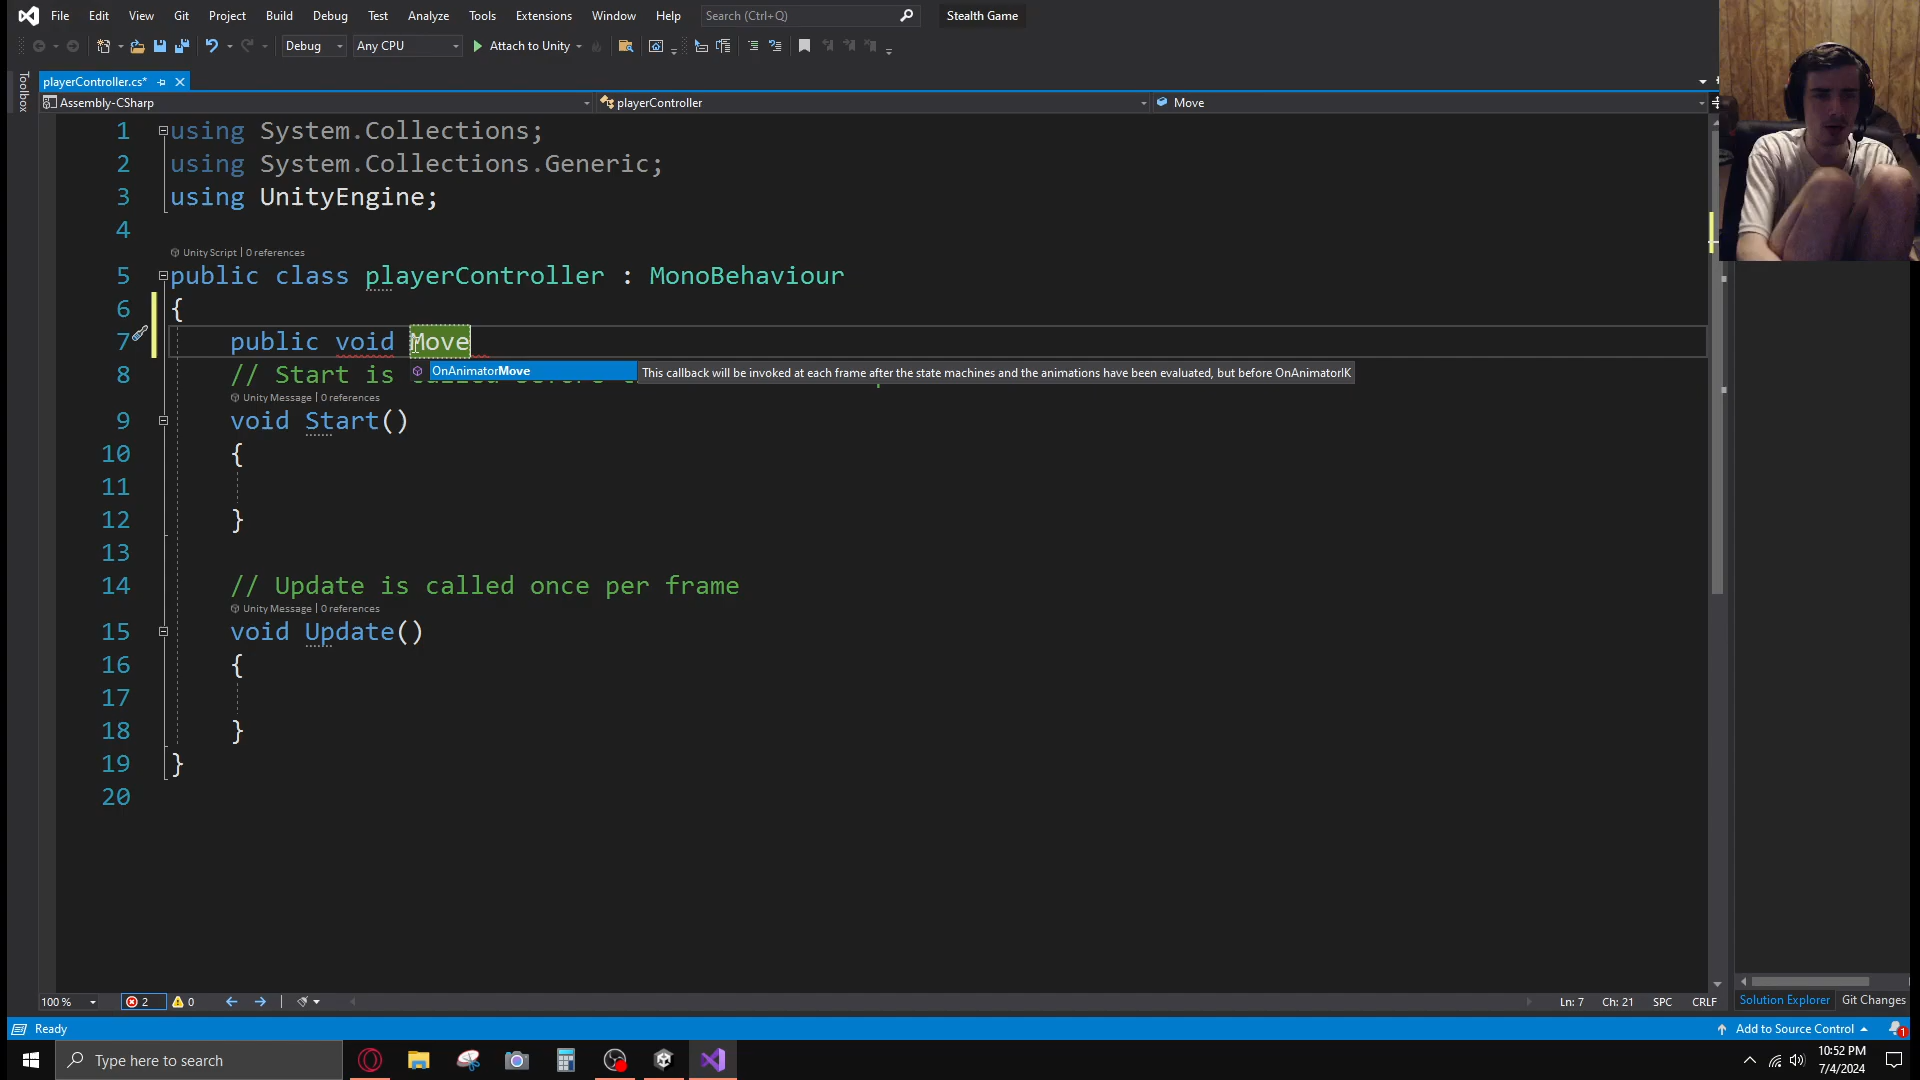 File Edit View Git Project Build Debug Test Analyze Tools Extensions Window Help Search (Ctrl+Q) Stealth Game
Debug Any CPU Attach to Unity
Toolbox
playerController.cs*
Assembly-CSharp playerController Move
1 using System.Collections;
2 using System.Collections.Generic;
3 using UnityEngine;
4
Unity Script | 0 references
5 public class playerController : MonoBehaviour
6 {
7 public void Move
OnAnimatorMove This callback will be invoked at each frame after the state machines and the animations have been evaluated, but before OnAnimatorIK
8 // Start is
Unity Message | 0 references
9 void Start()
10 {
11
12 }
13
14 // Update is called once per frame
Unity Message | 0 references
15 void Update()
16 {
17
18 }
19 }
20
100 % 2 0 Ln: 7 Ch: 21 SPC CRLF
Solution Explorer Git Changes
Ready Add to Source Control 1
Type here to search
10:52 PM
7/4/2024